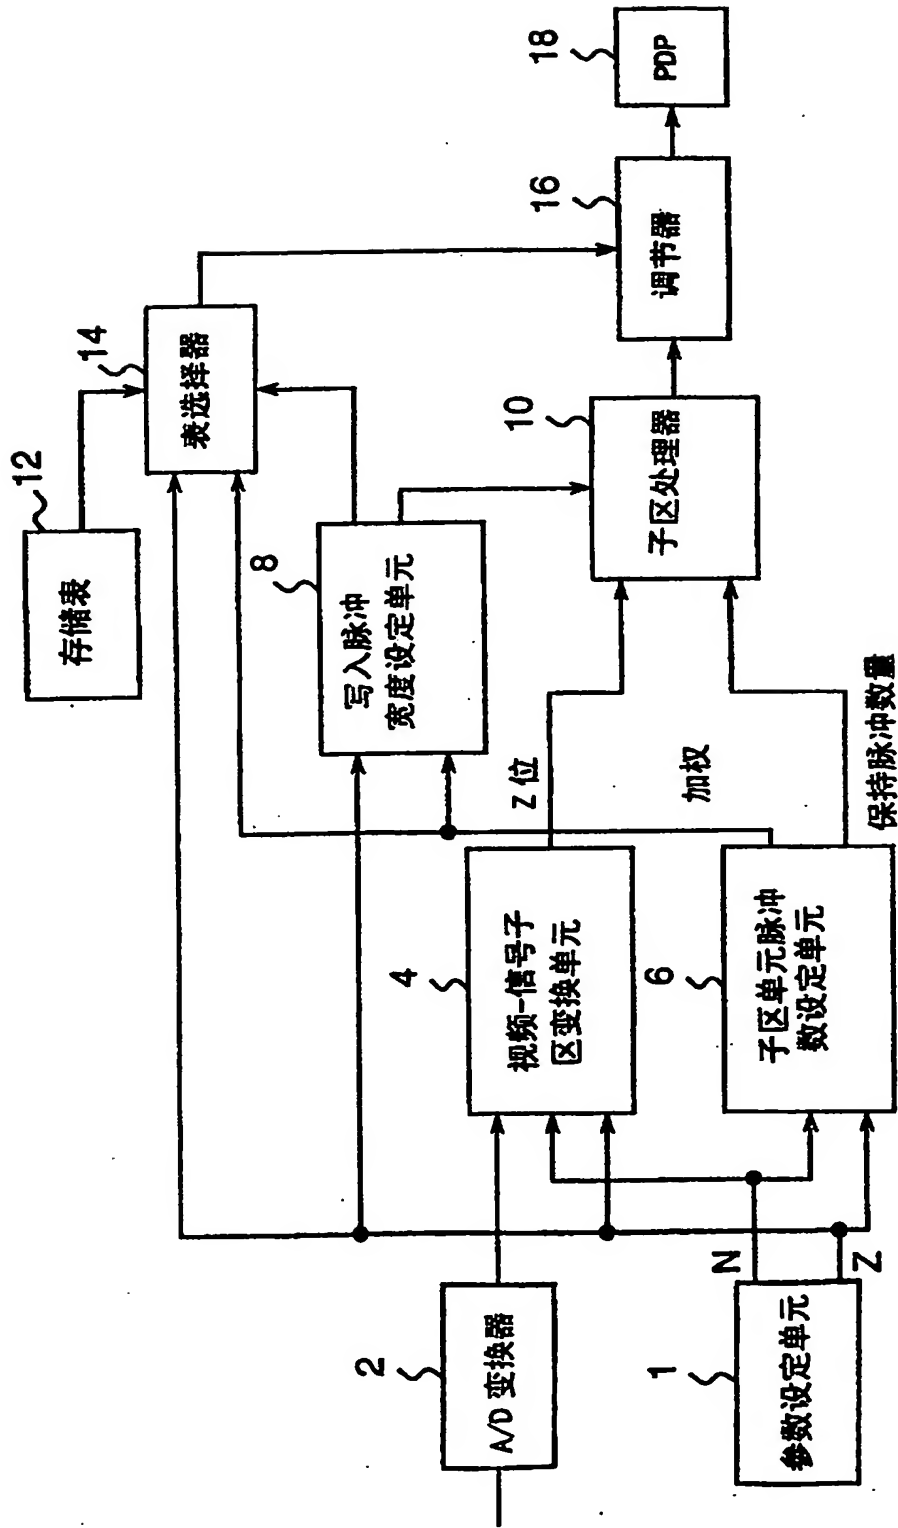 存储表
12
表选择器
14
写入脉冲
宽度设定单元
8
子区处理器
10
调节器
16
PDP
18
A/D 变换器
2
视频-信号子
区变换单元
4
Z 位
加权
参数设定单元
1
N
Z
子区单元脉冲
数设定单元
6
保持脉冲数量